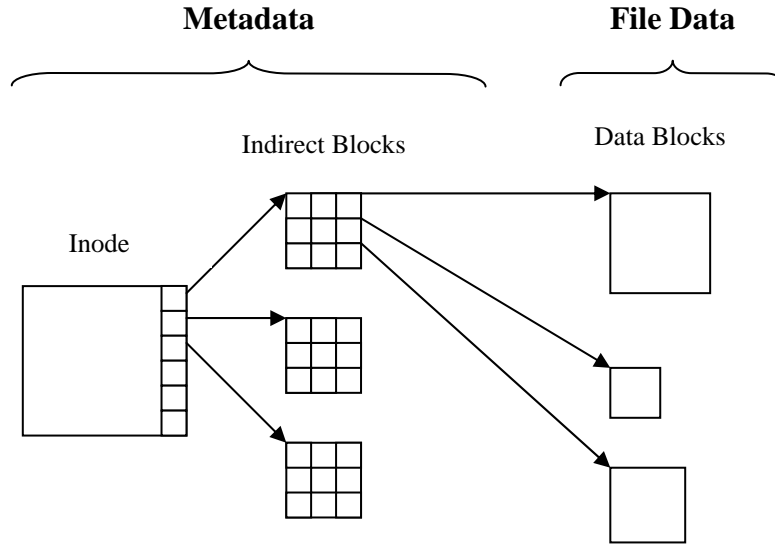 Metadata
File Data
Indirect Blocks
Data Blocks
Inode